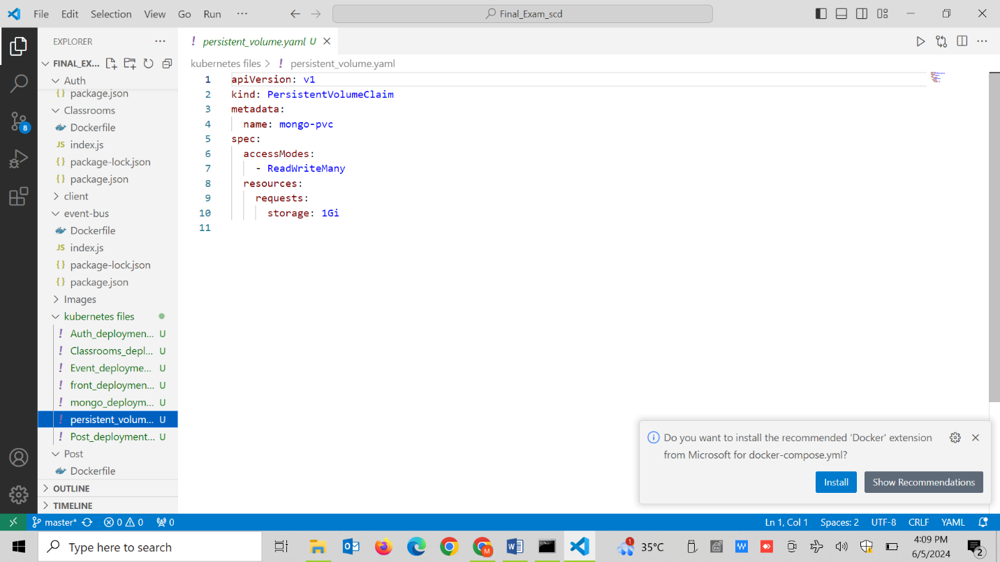 File Edit Selection View Go Run ··· Final_Exam_scd
EXPLORER ···
persistent_volume.yaml U
FINAL_EX...
kubernetes files > ! persistent_volume.yaml
Auth
{} package.json
Classrooms
Dockerfile
JS index.js
{} package-lock.json
{} package.json
client
event-bus
Dockerfile
JS index.js
{} package-lock.json
{} package.json
Images
kubernetes files
! Auth_deploymen... U
! Classrooms_depl... U
! Event_deployme... U
! front_deploymen... U
! mongo_deploym... U
! persistent_volum... U
! Post_deployment... U
Post
Dockerfile
OUTLINE
TIMELINE
8
1 apiVersion: v1
2 kind: PersistentVolumeClaim
3 metadata:
4 name: mongo-pvc
5 spec:
6 accessModes:
7 - ReadWriteMany
8 resources:
9 requests:
10 storage: 1Gi
11
Do you want to install the recommended 'Docker' extension
from Microsoft for docker-compose.yml?
Install Show Recommendations
master* 0 0 0 Ln 1, Col 1 Spaces: 2 UTF-8 CRLF YAML
Type here to search 1 35°C 4:09 PM
6/5/2024 2